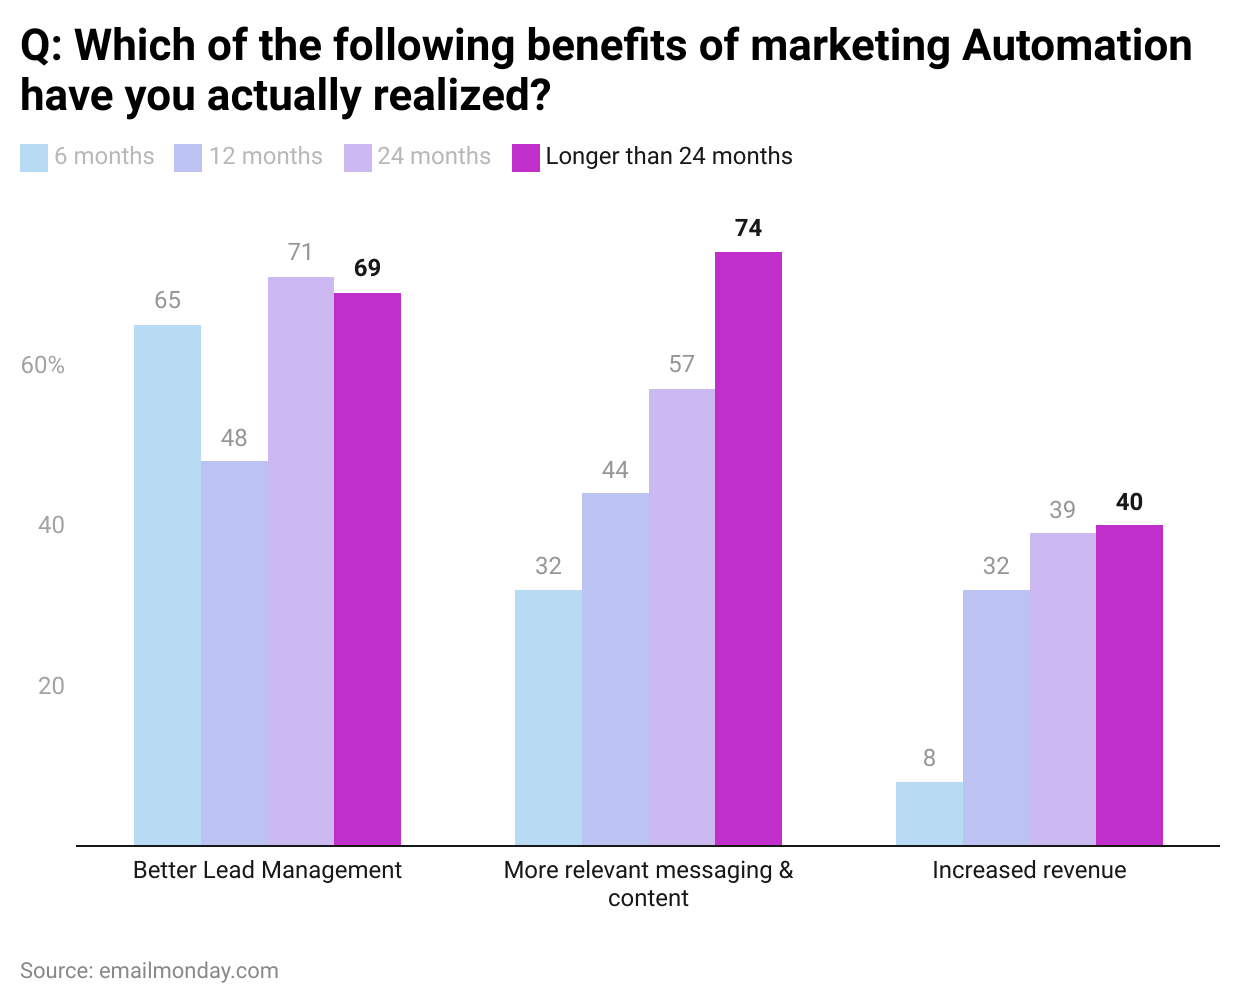 Q: Which of the following benefits of marketing Automation
have you actually realized?
6 months 12 months 24 months Longer than 24 months
74
71
69
65
60%
57
48
44
40
39
40
32
32
20
8
Better Lead Management
More relevant messaging &
content
Increased revenue
Source: emailmonday.com